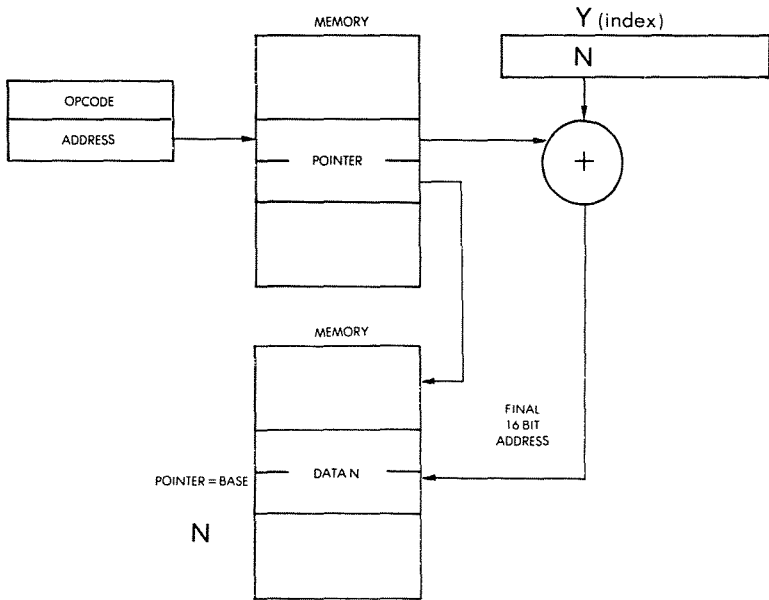 MEMORY
Y (index)
N
OPCODE
ADDRESS
POINTER
+
MEMORY
FINAL
16 BIT
ADDRESS
POINTER = BASE
DATA N
N